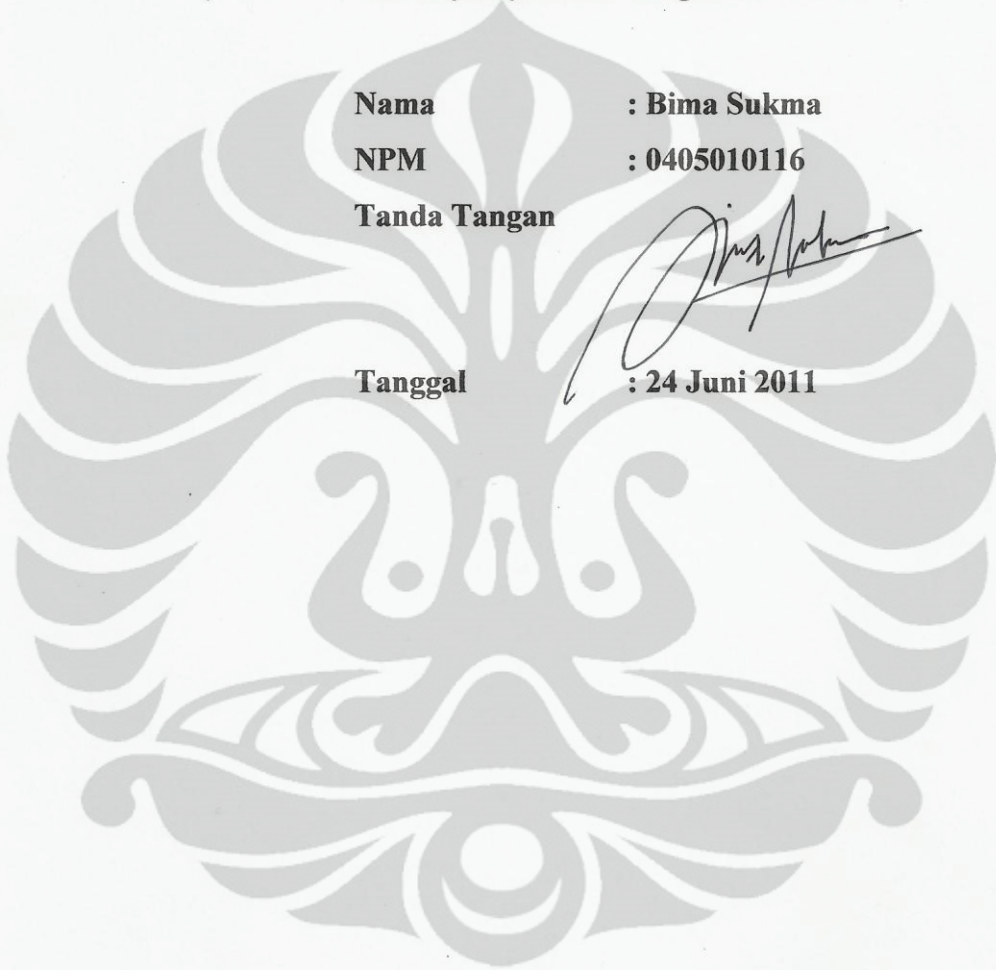 Nama : Bima Sukma
NPM : 0405010116
Tanda Tangan
Tanggal : 24 Juni 2011